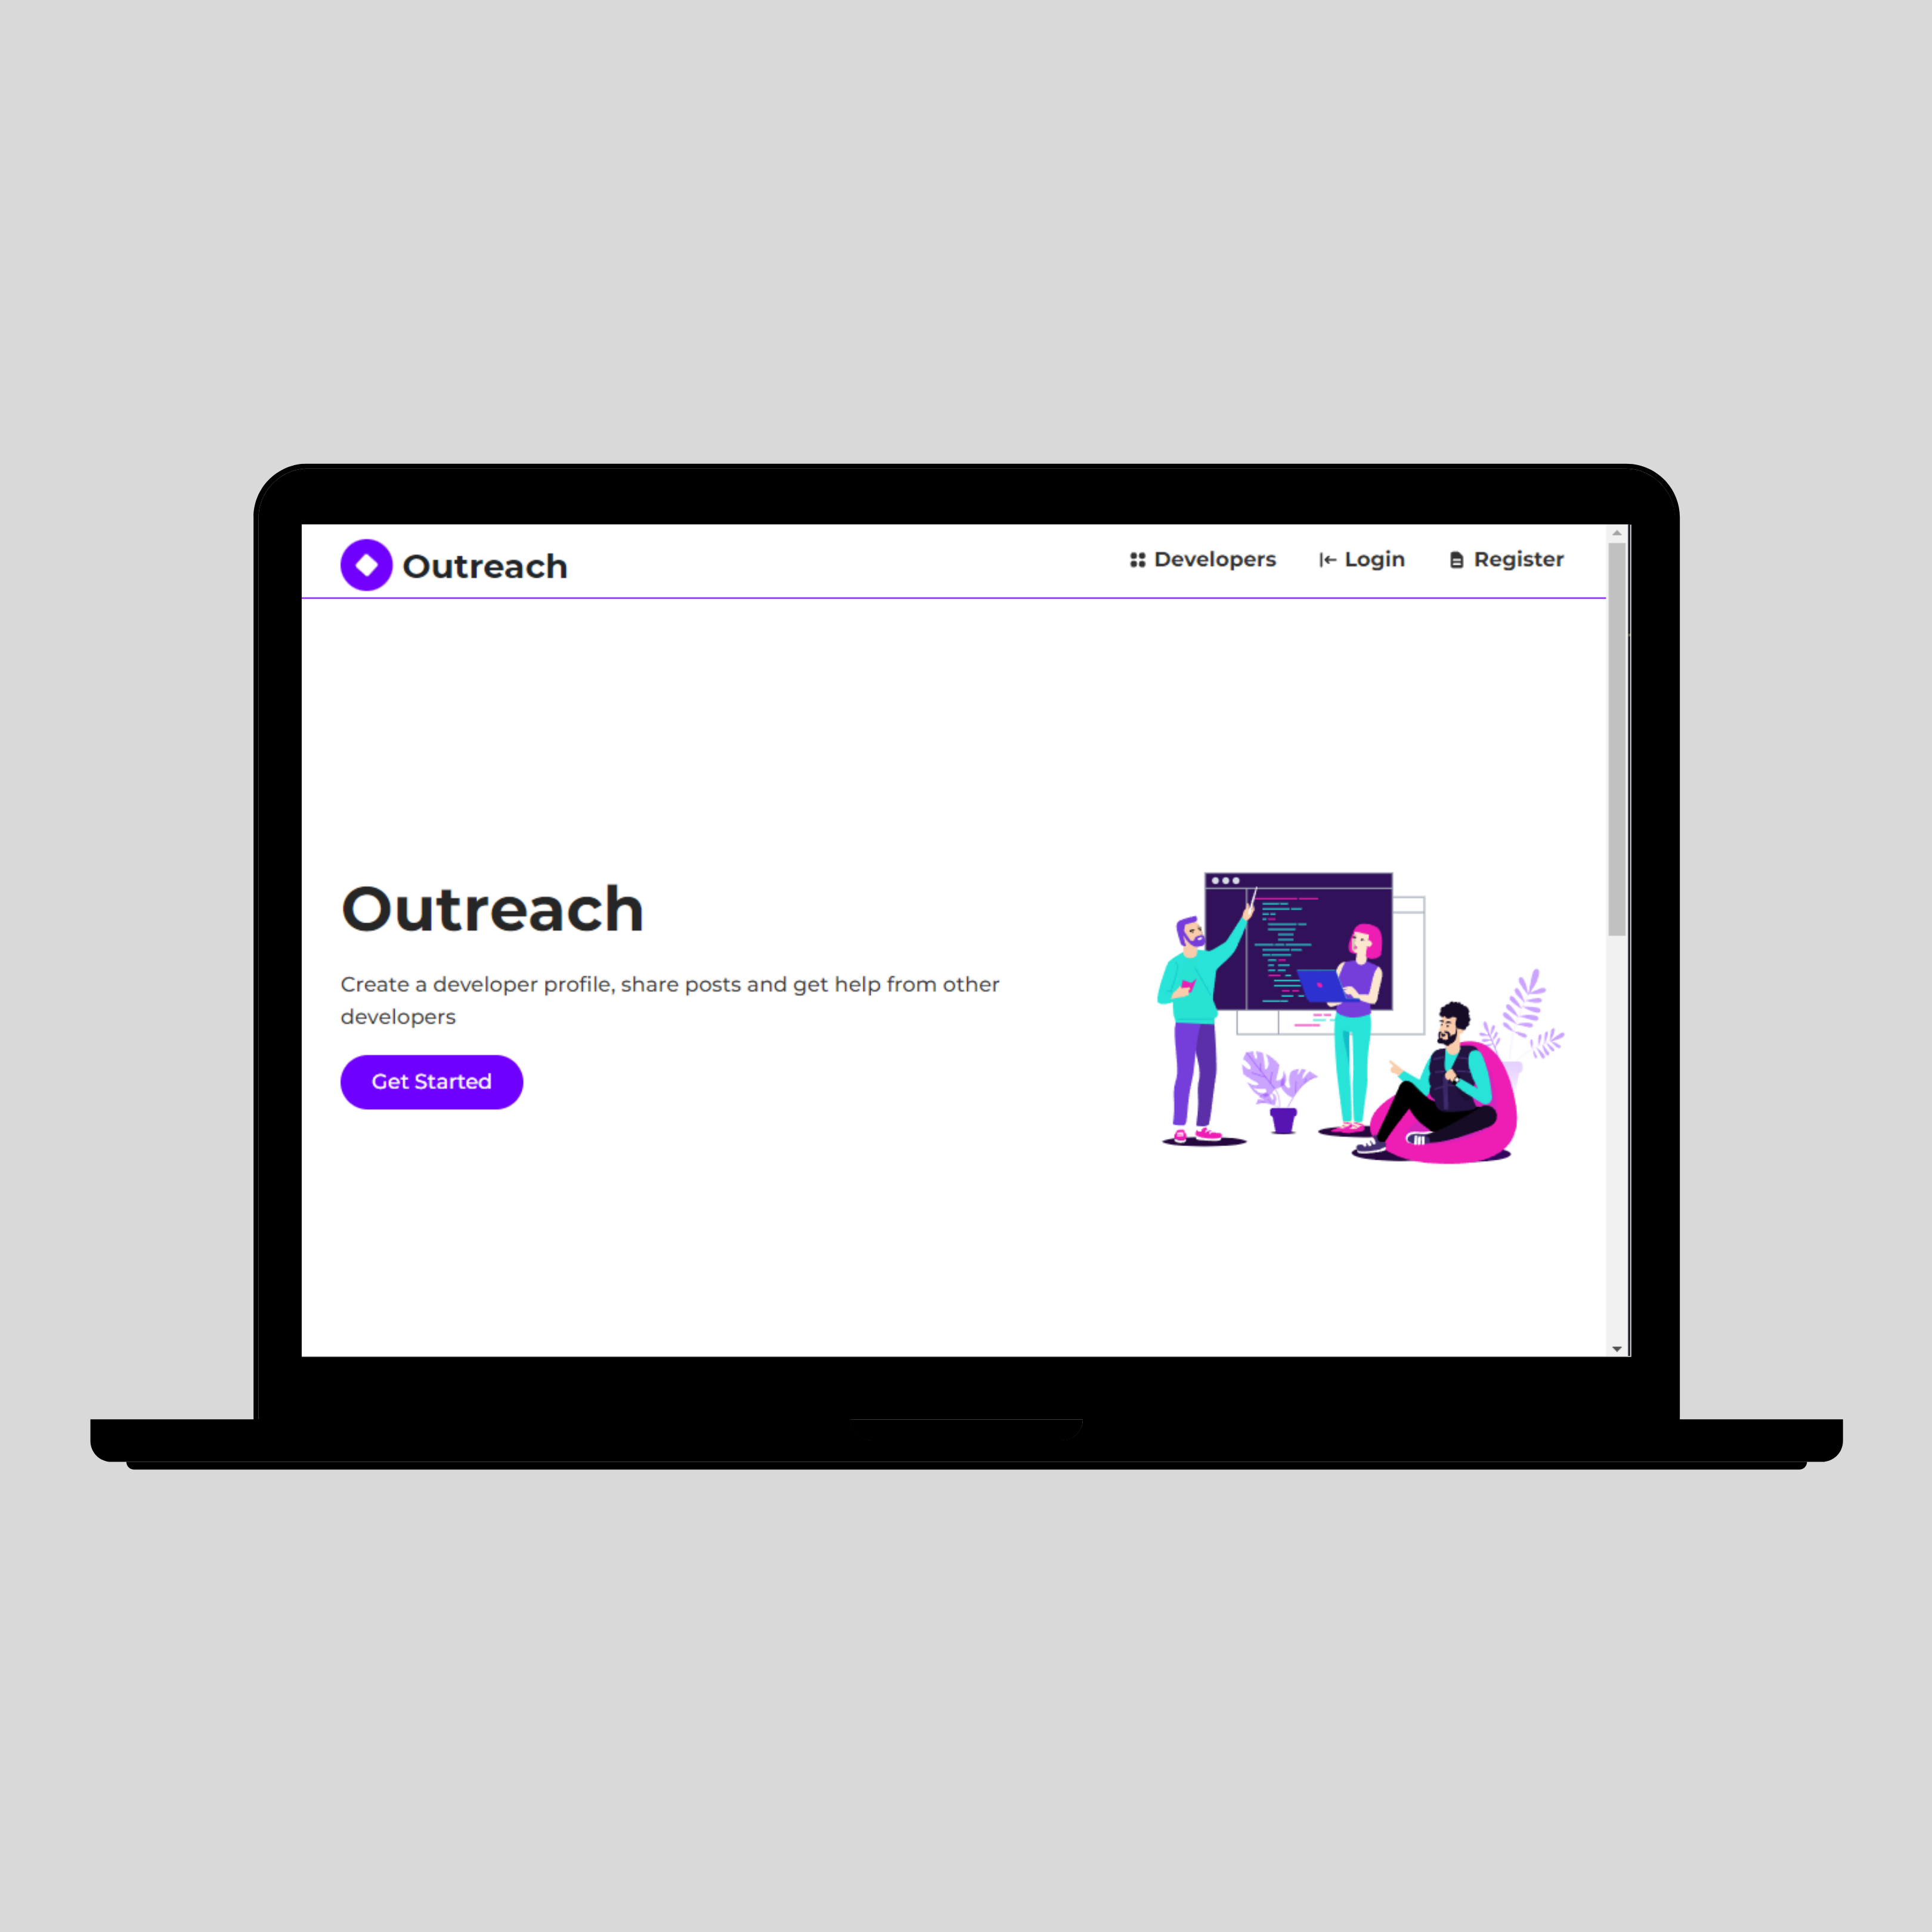 Outreach
Developers
Login
Register
Outreach
Create a developer profile, share posts and get help from other
developers
Get Started